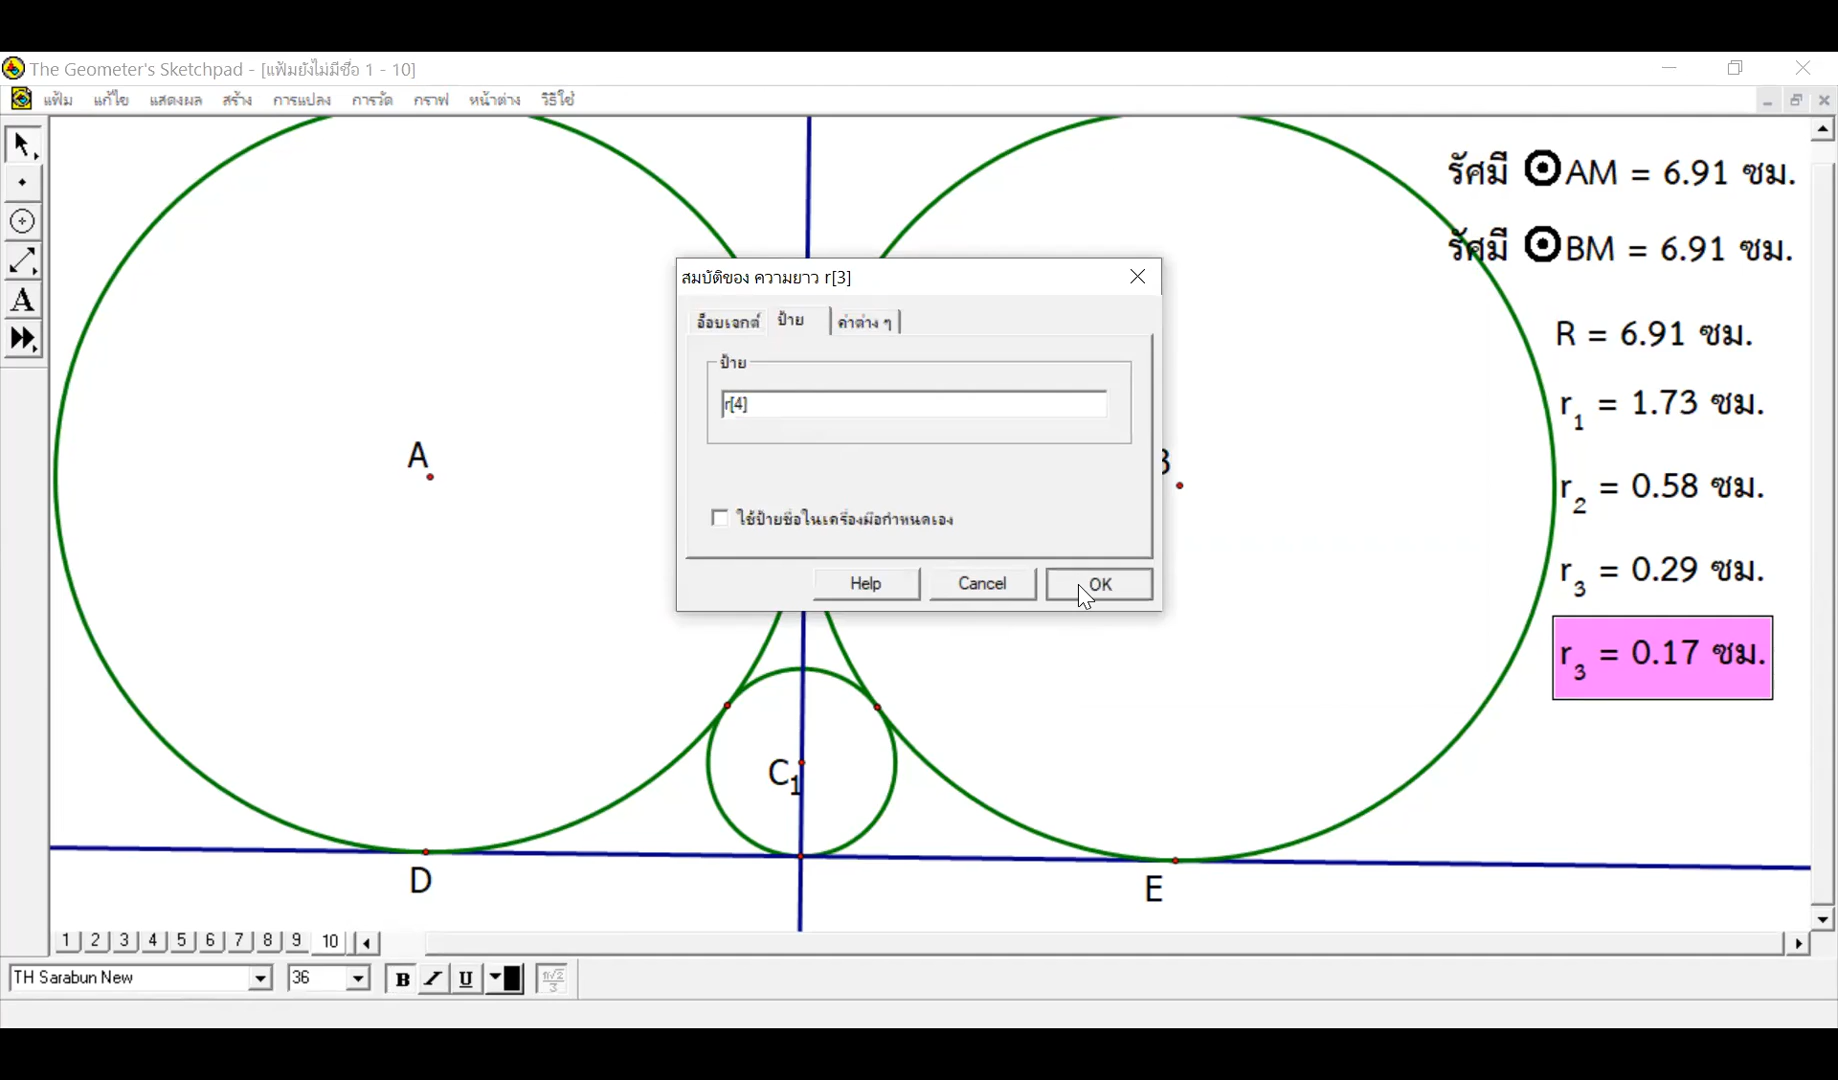 The Geometer's Sketchpad - [แฟ้มยังไม่มีชื่อ 1 - 10]
แฟ้ม แก้ไข แสดงผล สร้าง การแปลง การวัด กราฟ หน้าต่าง วิธีใช้
รัศมี ⊙AM = 6.91 ซม.
รัศมี ⊙BM = 6.91 ซม.
สมบัติของ ความยาว r[3]
อ็อบเจกต์ ป้าย ค่าต่าง ๆ
ป้าย
r[4]
ใช้ป้ายชื่อในเครื่องมือกำหนดเอง
Help Cancel OK
R = 6.91 ซม.
r1 = 1.73 ซม.
r2 = 0.58 ซม.
r3 = 0.29 ซม.
r3 = 0.17 ซม.
A
B
C1
D
E
1 2 3 4 5 6 7 8 9 10
TH Sarabun New 36 B I U
A